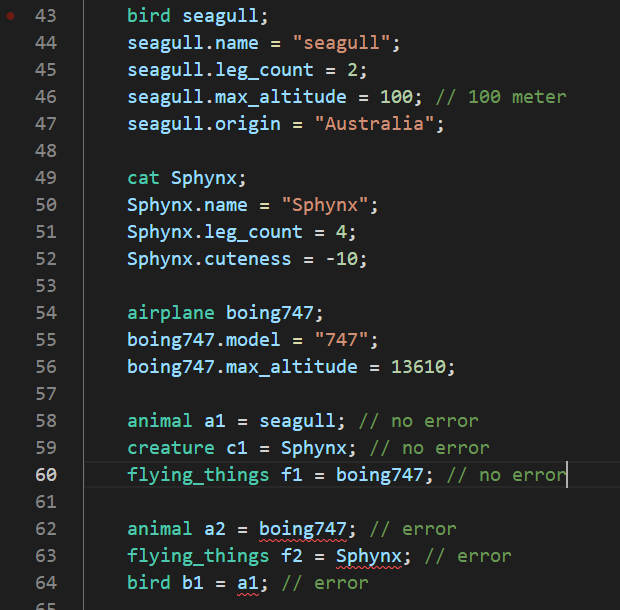 43 bird seagull;
44 seagull.name = "seagull";
45 seagull.leg_count = 2;
46 seagull.max_altitude = 100; // 100 meter
47 seagull.origin = "Australia";
48
49 cat Sphynx;
50 Sphynx.name = "Sphynx";
51 Sphynx.leg_count = 4;
52 Sphynx.cuteness = -10;
53
54 airplane boing747;
55 boing747.model = "747";
56 boing747.max_altitude = 13610;
57
58 animal a1 = seagull; // no error
59 creature c1 = Sphynx; // no error
60 flying_things f1 = boing747; // no error
61
62 animal a2 = boing747; // error
63 flying_things f2 = Sphynx; // error
64 bird b1 = a1; // error
65